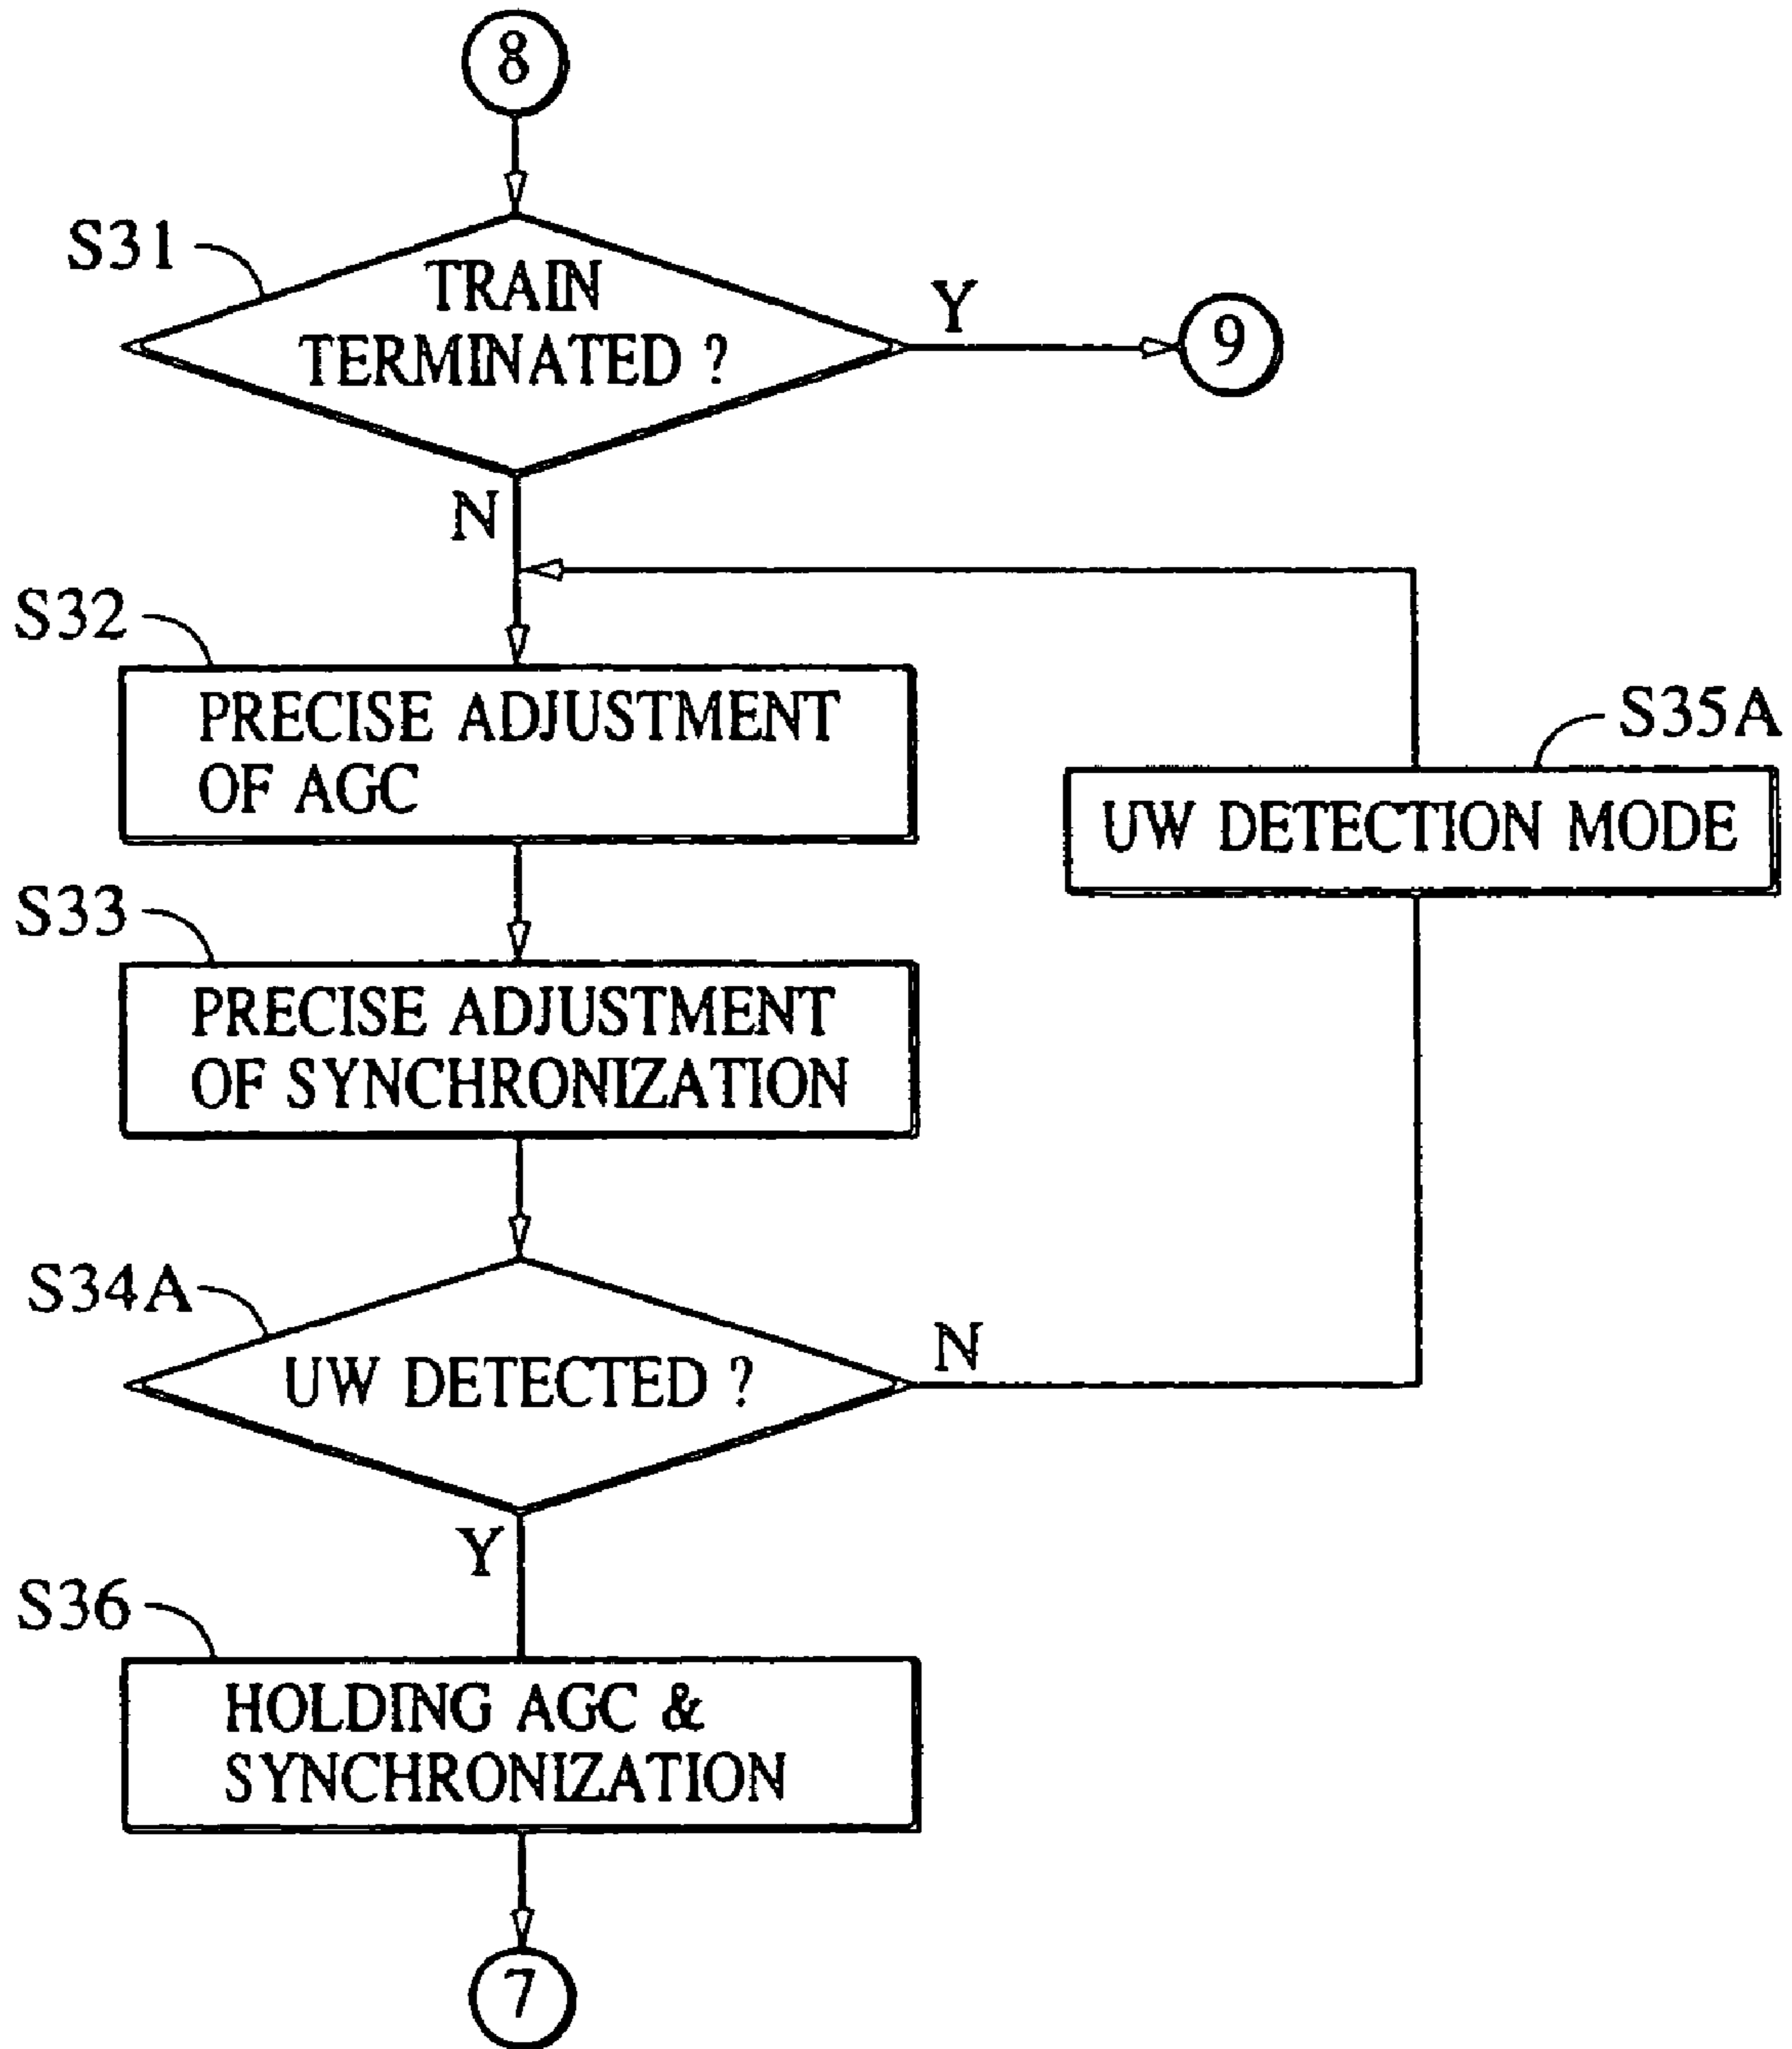 8
S31
TRAIN
TERMINATED ?
Y
9
N
S32
PRECISE ADJUSTMENT
OF AGC
S35A
UW DETECTION MODE
S33
PRECISE ADJUSTMENT
OF SYNCHRONIZATION
S34A
UW DETECTED ?
N
Y
S36
HOLDING AGC &
SYNCHRONIZATION
7